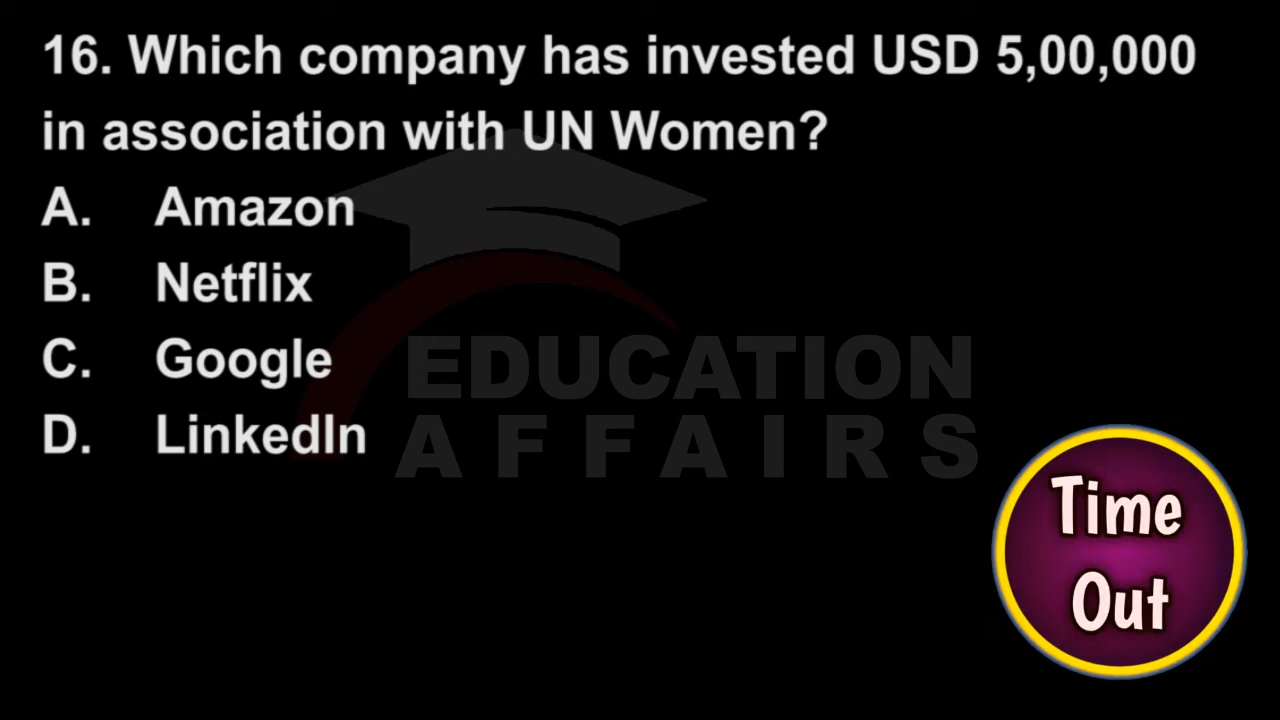 16. Which company has invested USD 5,00,000
in association with UN Women?
A. Amazon
B. Netflix
C. Google
D. LinkedIn
EDUCATION
AFFAIRS
Time
Out